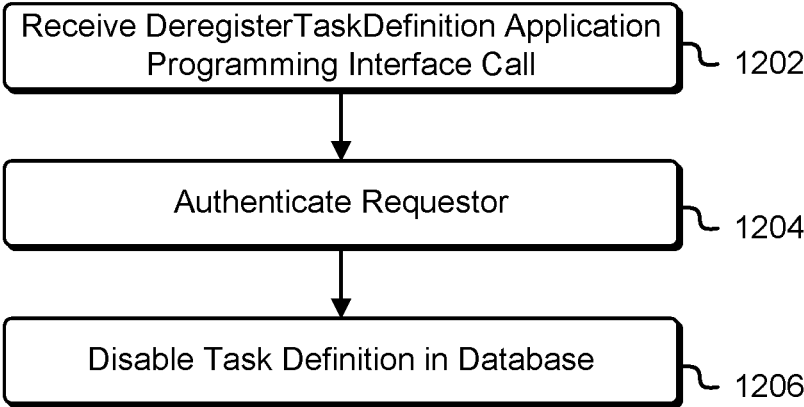 Receive DeregisterTaskDefinition Application
Programming Interface Call
1202
Authenticate Requestor
1204
Disable Task Definition in Database
1206